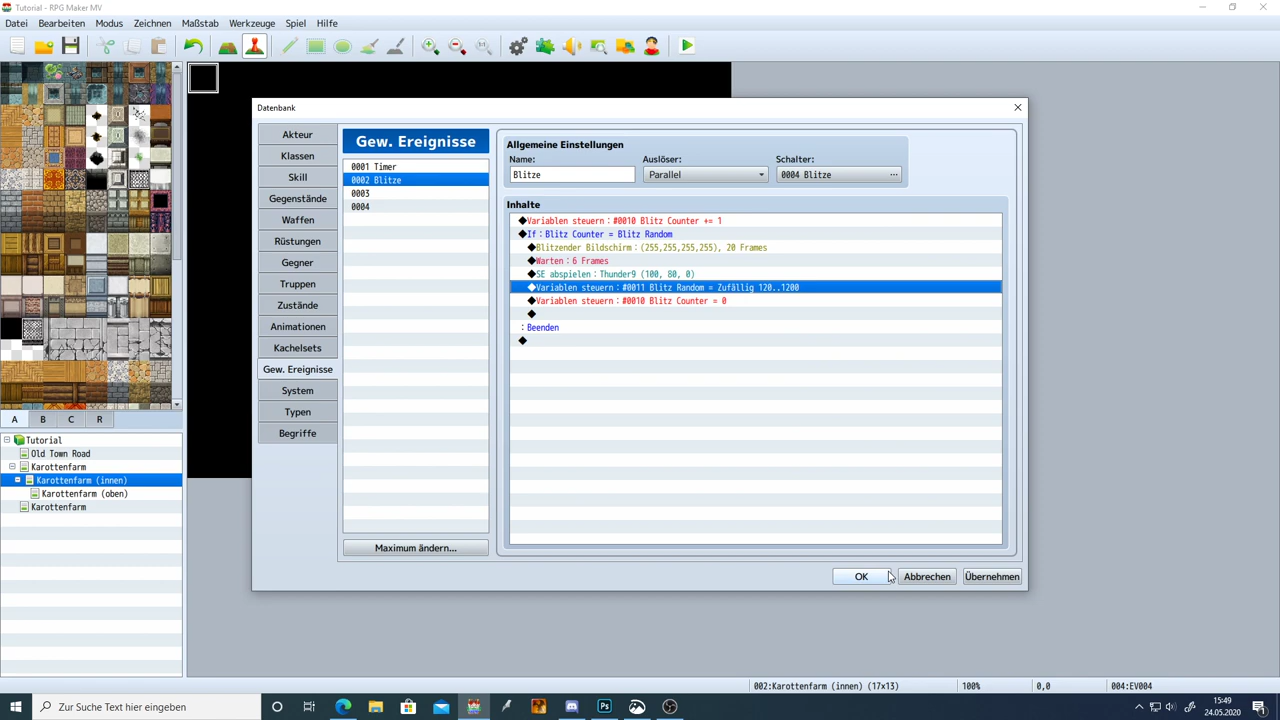 Tutorial - RPG Maker MV
Datei Bearbeiten Modus Zeichnen Maßstab Werkzeuge Spiel Hilfe
1:1
Datenbank
Akteur
Klassen
Skill
Gegenstände
Waffen
Rüstungen
Gegner
Truppen
Zustände
Animationen
Kachelsets
Gew. Ereignisse
System
Typen
Begriffe
Gew. Ereignisse
0001 Timer
0002 Blitze
0003
0004
Maximum ändern...
Allgemeine Einstellungen
Name: Auslöser: Schalter:
Blitze Parallel 0004 Blitze ...
Inhalte
◆Variablen steuern：#0010 Blitz Counter += 1
◆If：Blitz Counter = Blitz Random
◆Blitzender Bildschirm：(255,255,255,255), 20 Frames
◆Warten：6 Frames
◆SE abspielen：Thunder9 (100, 80, 0)
◆Variablen steuern：#0011 Blitz Random = Zufällig 120..1200
◆Variablen steuern：#0010 Blitz Counter = 0
◆
：Beenden
◆
OK Abbrechen Übernehmen
A B C R
Tutorial
Old Town Road
Karottenfarm
Karottenfarm (innen)
Karottenfarm (oben)
Karottenfarm
002:Karottenfarm (innen) (17x13) 100% 0,0 004:EV004
Zur Suche Text hier eingeben
Ps
15:49
24.05.2020
1